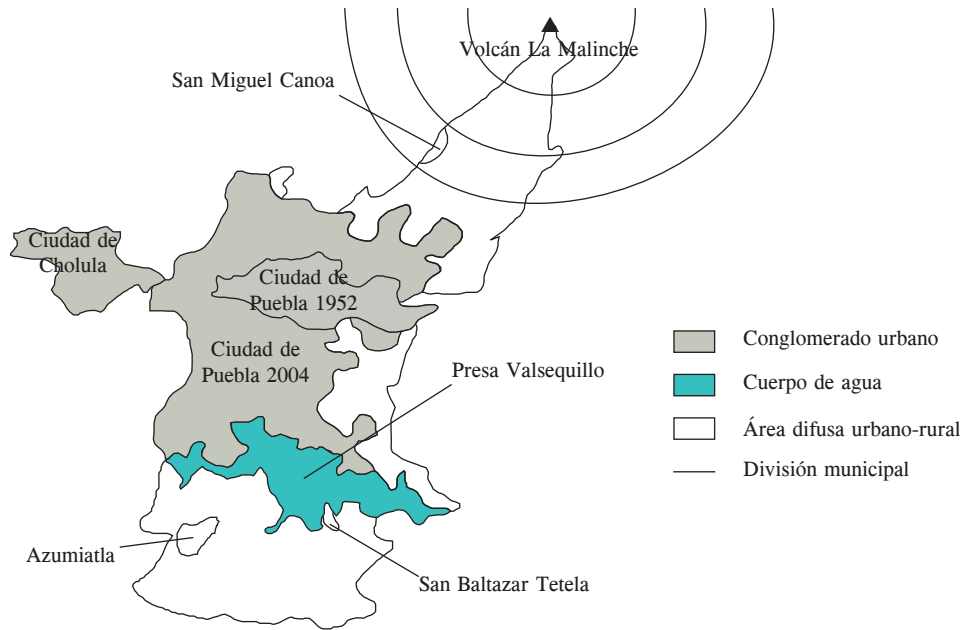 Volcán La Malinche
San Miguel Canoa
Ciudad de
Cholula
Ciudad de
Puebla 1952
Ciudad de
Puebla 2004
Presa Valsequillo
Conglomerado urbano
Cuerpo de agua
Área difusa urbano-rural
División municipal
Azumiatla
San Baltazar Tetela